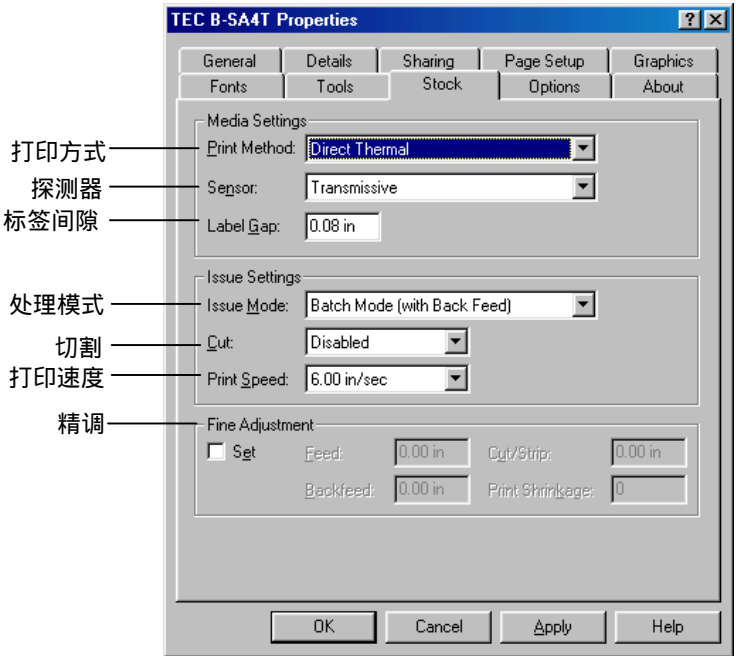 TEC B-SA4T Properties
General Details Sharing Page Setup Graphics
Fonts Tools Stock Options About
Media Settings
打印方式 Print Method: Direct Thermal
探测器 Sensor: Transmissive
标签间隙 Label Gap: 0.08 in
Issue Settings
处理模式 Issue Mode: Batch Mode (with Back Feed)
切割 Cut: Disabled
打印速度 Print Speed: 6.00 in/sec
精调 Fine Adjustment
Set Feed: 0.00 in Cut/Strip: 0.00 in
Backfeed: 0.00 in Print Shrinkage: 0
OK Cancel Apply Help